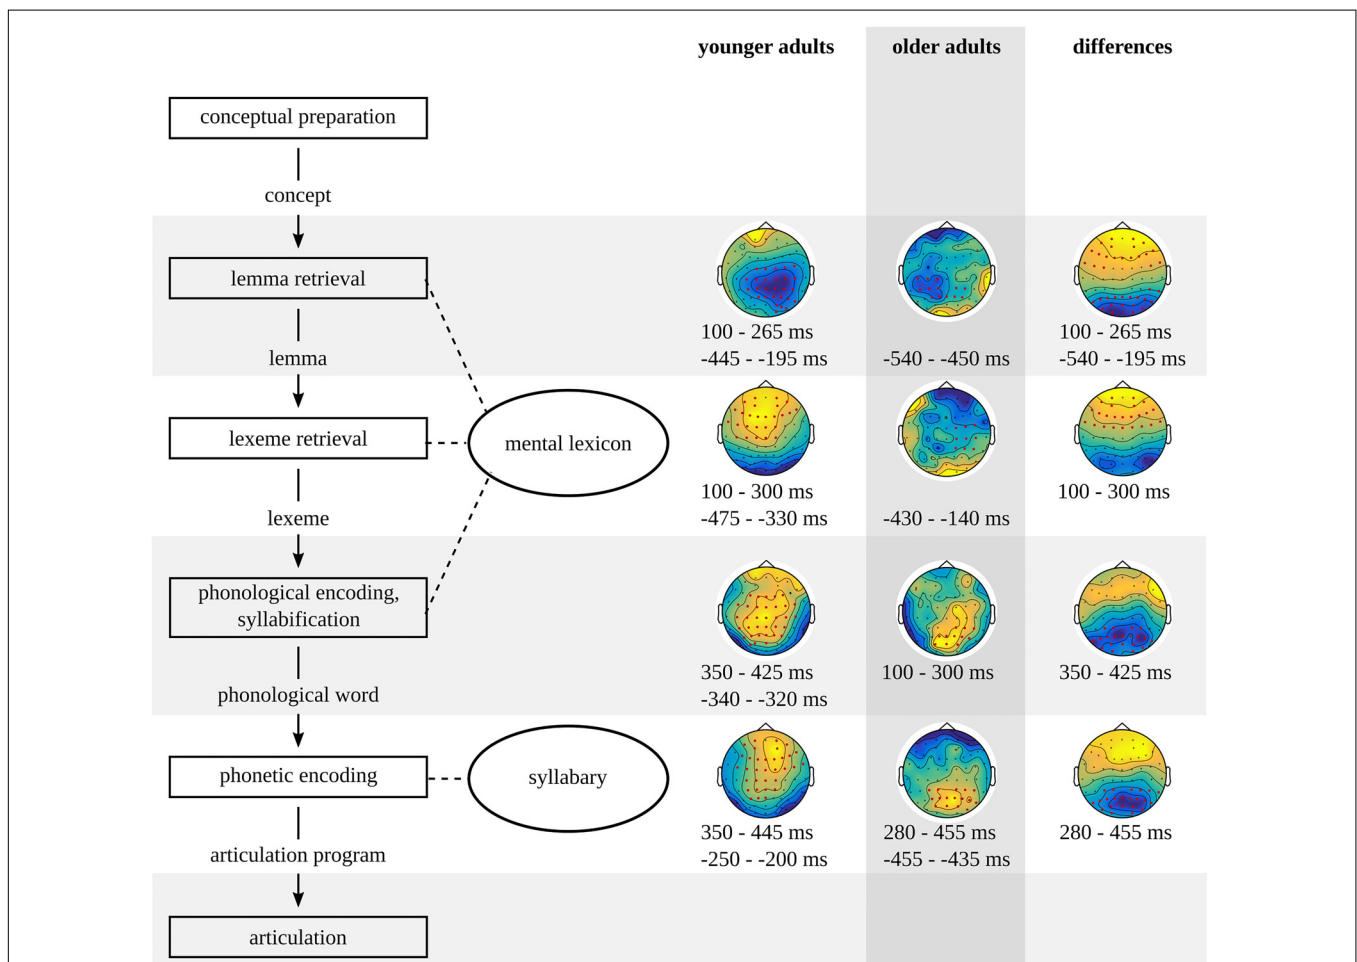 younger adults
older adults
differences
conceptual preparation
concept
lemma retrieval
100 - 265 ms
100 - 265 ms
lemma
-445 - -195 ms
-540 - -450 ms
-540 - -195 ms
lexeme retrieval
mental lexicon
100 - 300 ms
100 - 300 ms
lexeme
-475 - -330 ms
-430 - -140 ms
phonological encoding,
syllabification
350 - 425 ms
100 - 300 ms
350 - 425 ms
phonological word
-340 - -320 ms
phonetic encoding
syllabary
350 - 445 ms
280 - 455 ms
280 - 455 ms
articulation program
-250 - -200 ms
-455 - -435 ms
articulation